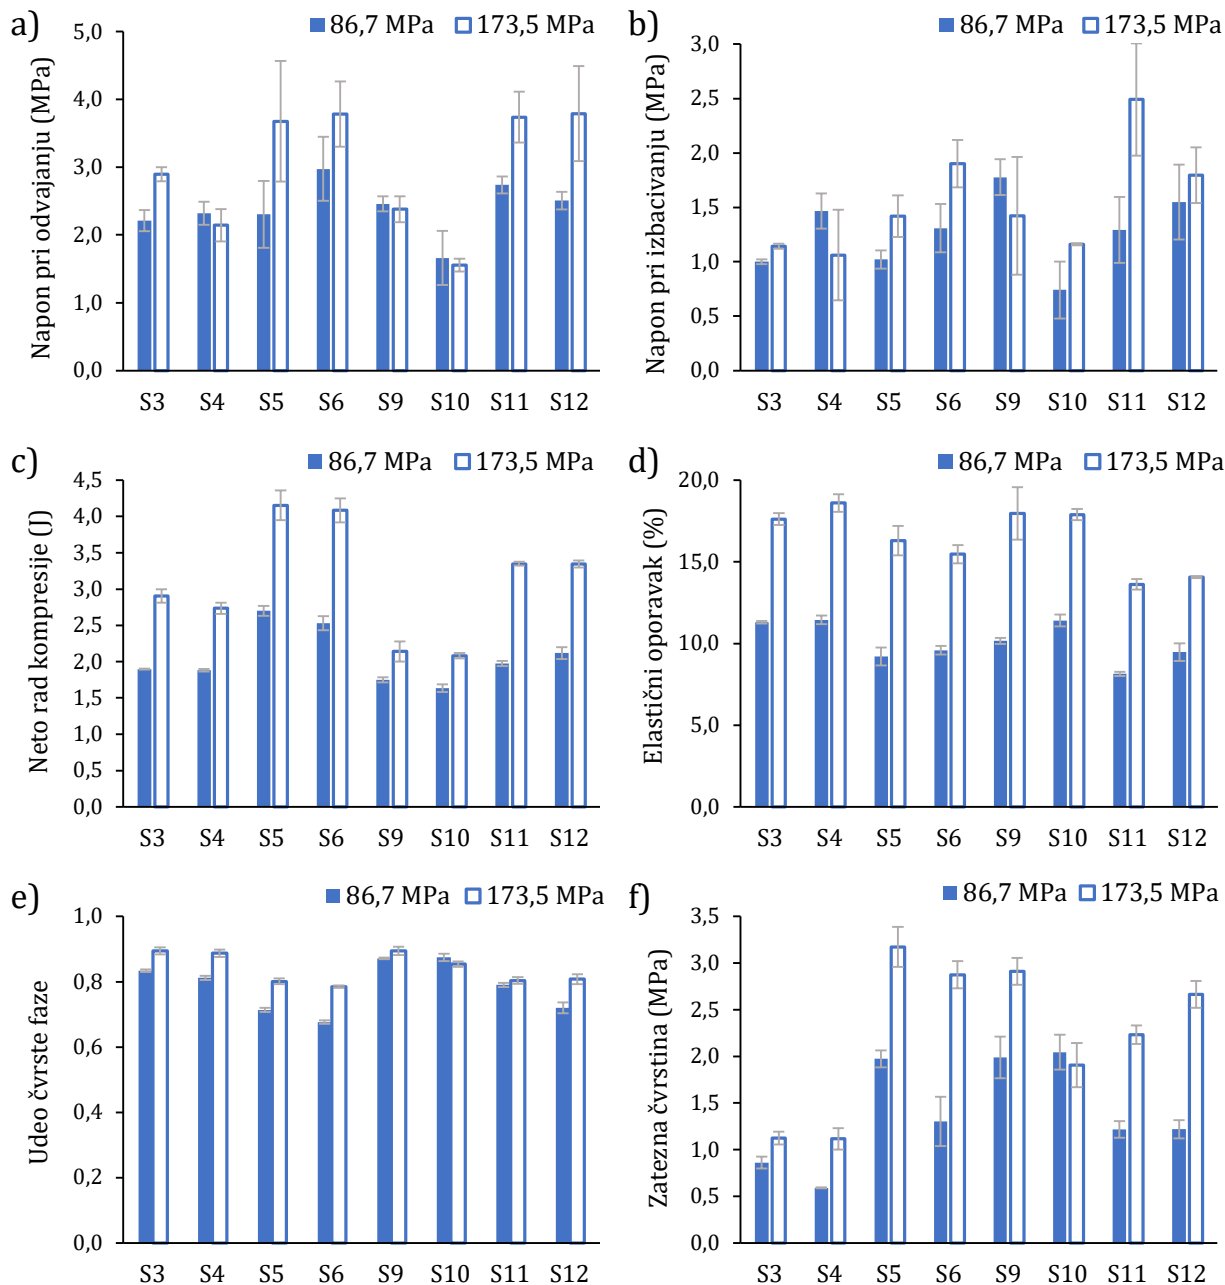 a)
86,7 MPa 173,5 MPa
Napon pri odvajanju (MPa)
5,0
4,0
3,0
2,0
1,0
0,0
S3 S4 S5 S6 S9 S10 S11 S12
b)
86,7 MPa 173,5 MPa
Napon pri izbacivanju (MPa)
3,0
2,5
2,0
1,5
1,0
0,5
0,0
S3 S4 S5 S6 S9 S10 S11 S12
c)
86,7 MPa 173,5 MPa
Neto rad kompresije (J)
4,5
4,0
3,5
3,0
2,5
2,0
1,5
1,0
0,5
0,0
S3 S4 S5 S6 S9 S10 S11 S12
d)
86,7 MPa 173,5 MPa
Elastični oporavak (%)
20,0
15,0
10,0
5,0
0,0
S3 S4 S5 S6 S9 S10 S11 S12
e)
86,7 MPa 173,5 MPa
Udeo čvrste faze
1,0
0,8
0,6
0,4
0,2
0,0
S3 S4 S5 S6 S9 S10 S11 S12
f)
86,7 MPa 173,5 MPa
Zatezna čvrstina (MPa)
3,5
3,0
2,5
2,0
1,5
1,0
0,5
0,0
S3 S4 S5 S6 S9 S10 S11 S12